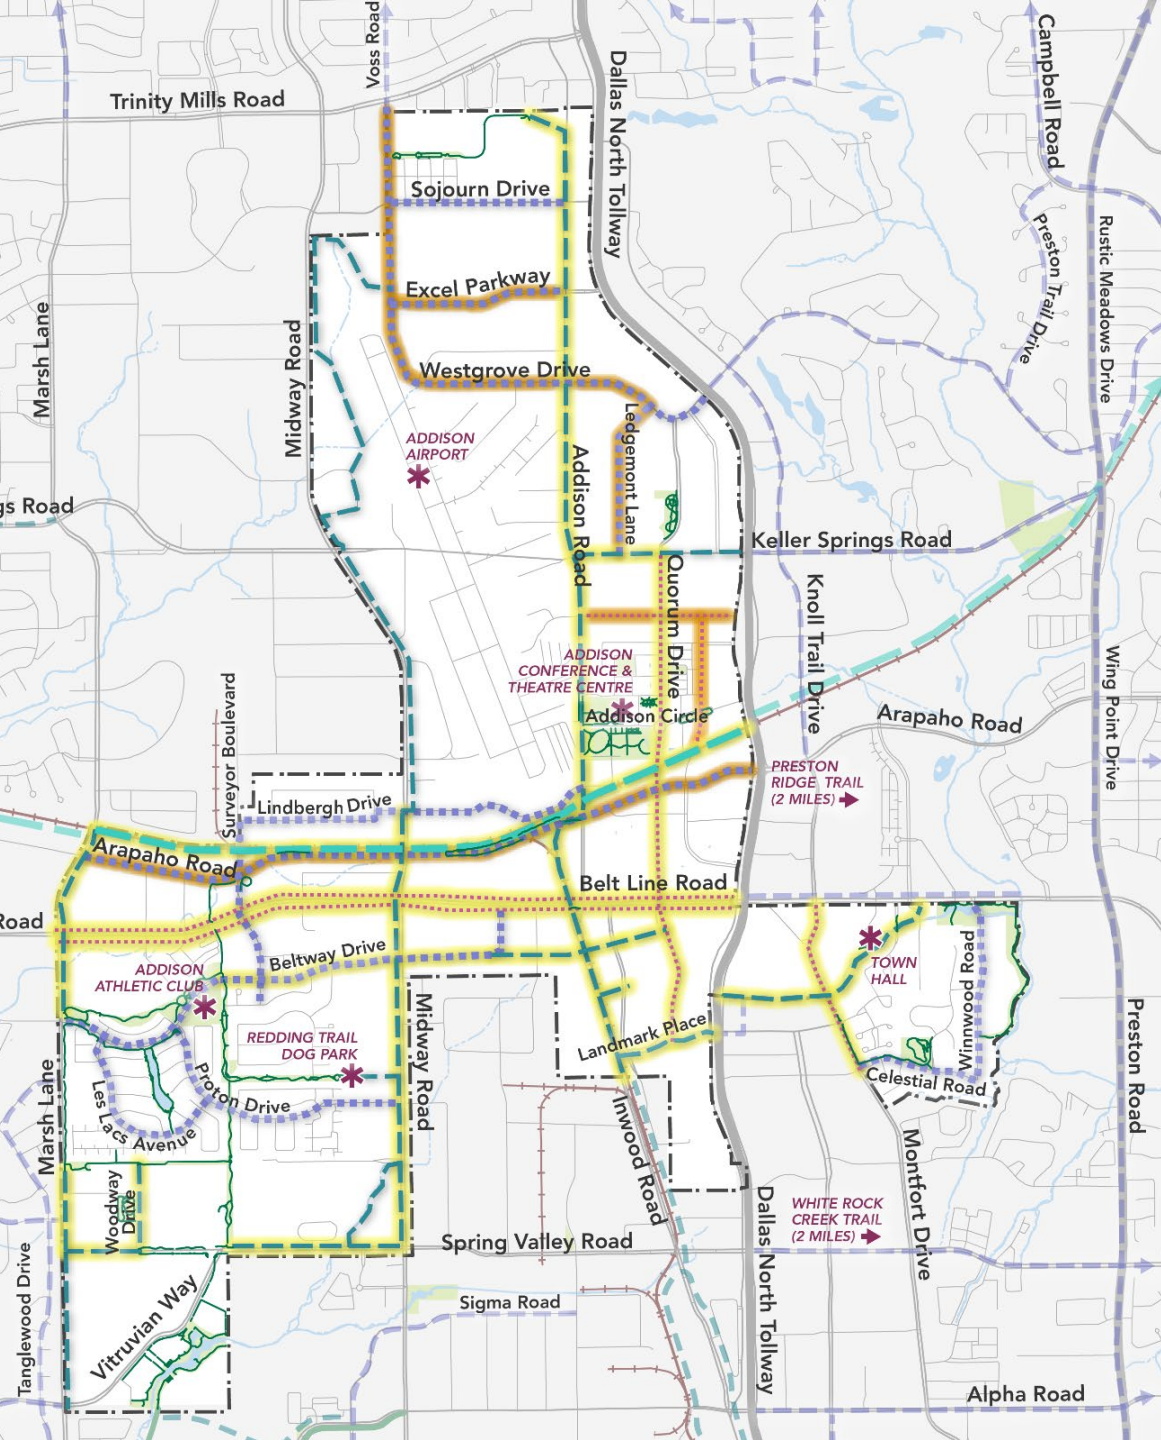 Voss Road
Trinity Mills Road
Dallas North Tollway
Campbell Road
Sojourn Drive
Preston Trail Drive
Rustic Meadows Drive
Excel Parkway
Marsh Lane
Midway Road
Westgrove Drive
Ledgemont Lane
ADDISON
AIRPORT
Addison Road
gs Road
Keller Springs Road
Quorum Drive
Knoll Trail Drive
ADDISON
CONFERENCE &
THEATRE CENTRE
Addison Circle
Wing Point Drive
Arapaho Road
Surveyor Boulevard
PRESTON
RIDGE TRAIL
(2 MILES)
Lindbergh Drive
Arapaho Road
Belt Line Road
Road
Beltway Drive
ADDISON
ATHLETIC CLUB
TOWN
HALL
Winnwood Road
Midway Road
REDDING TRAIL
DOG PARK
Landmark Place
Preston Road
Marsh Lane
Les Lacs Avenue
Proton Drive
Celestial Road
Inwood Road
Montfort Drive
Woodway
Drive
WHITE ROCK
CREEK TRAIL
(2 MILES)
Dallas North Tollway
Spring Valley Road
Tanglewood Drive
Vitruvian Way
Sigma Road
Alpha Road